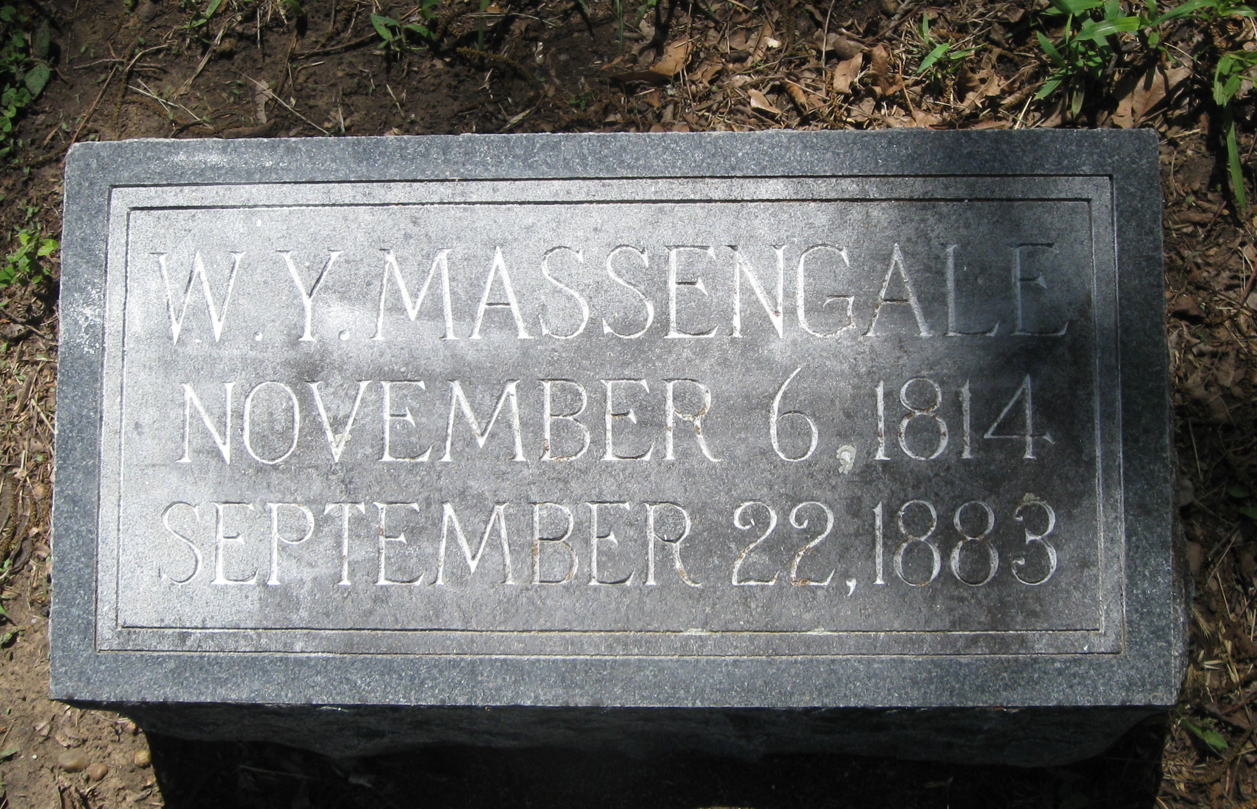 W. Y. MASSENGALE
NOVEMBER 6, 1814
SEPTEMBER 22, 1883